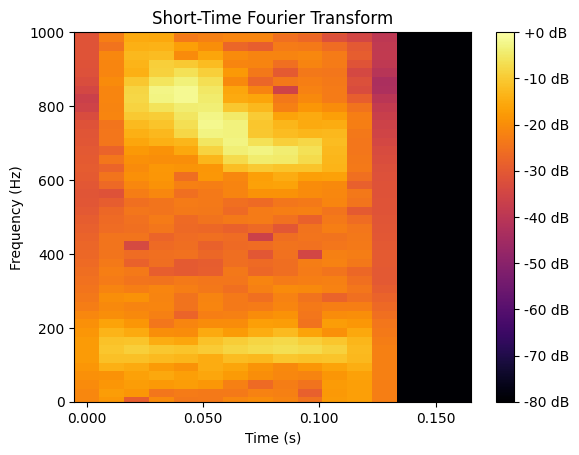 Short-Time Fourier Transform
1000
800
600
400
200
0
Frequency (Hz)
0.000
0.050
0.100
0.150
Time (s)
+0 dB
-10 dB
-20 dB
-30 dB
-40 dB
-50 dB
-60 dB
-70 dB
-80 dB